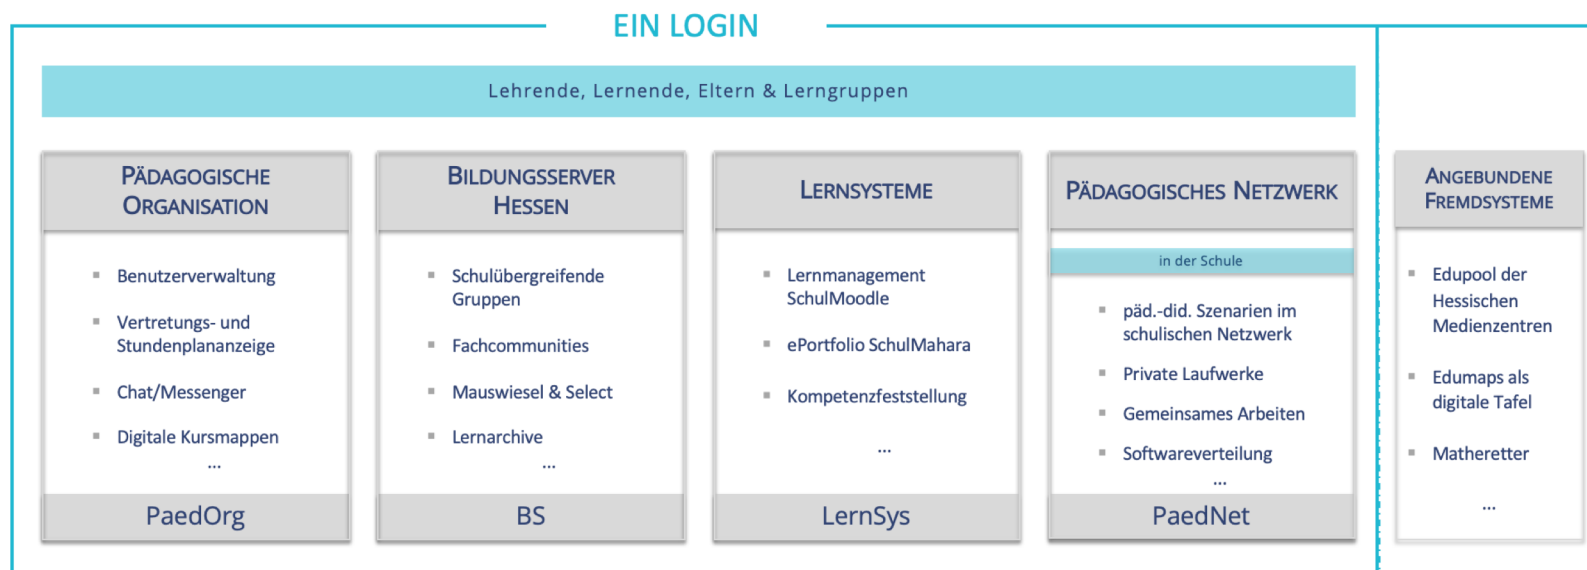 EIN LOGIN
Lehrende, Lernende, Eltern & Lerngruppen
PÄDAGOGISCHE
ORGANISATION
Benutzerverwaltung
Vertretungs- und
Stundenplananzeige
Chat/Messenger
Digitale Kursmappen
...
PaedOrg
BILDUNGSSERVER
HESSEN
Schulübergreifende
Gruppen
Fachcommunities
Mauswiesel & Select
Lernarchive
...
BS
LERNSYSTEME
Lernmanagement
SchulMoodle
ePortfolio SchulMahara
Kompetenzfeststellung
...
LernSys
PÄDAGOGISCHES NETZWERK
in der Schule
päd.-did. Szenarien im
schulischen Netzwerk
Private Laufwerke
Gemeinsames Arbeiten
Softwareverteilung
...
PaedNet
ANGEBUNDENE
FREMDSYSTEME
Edupool der
Hessischen
Medienzentren
Edumaps als
digitale Tafel
Matheretter
...